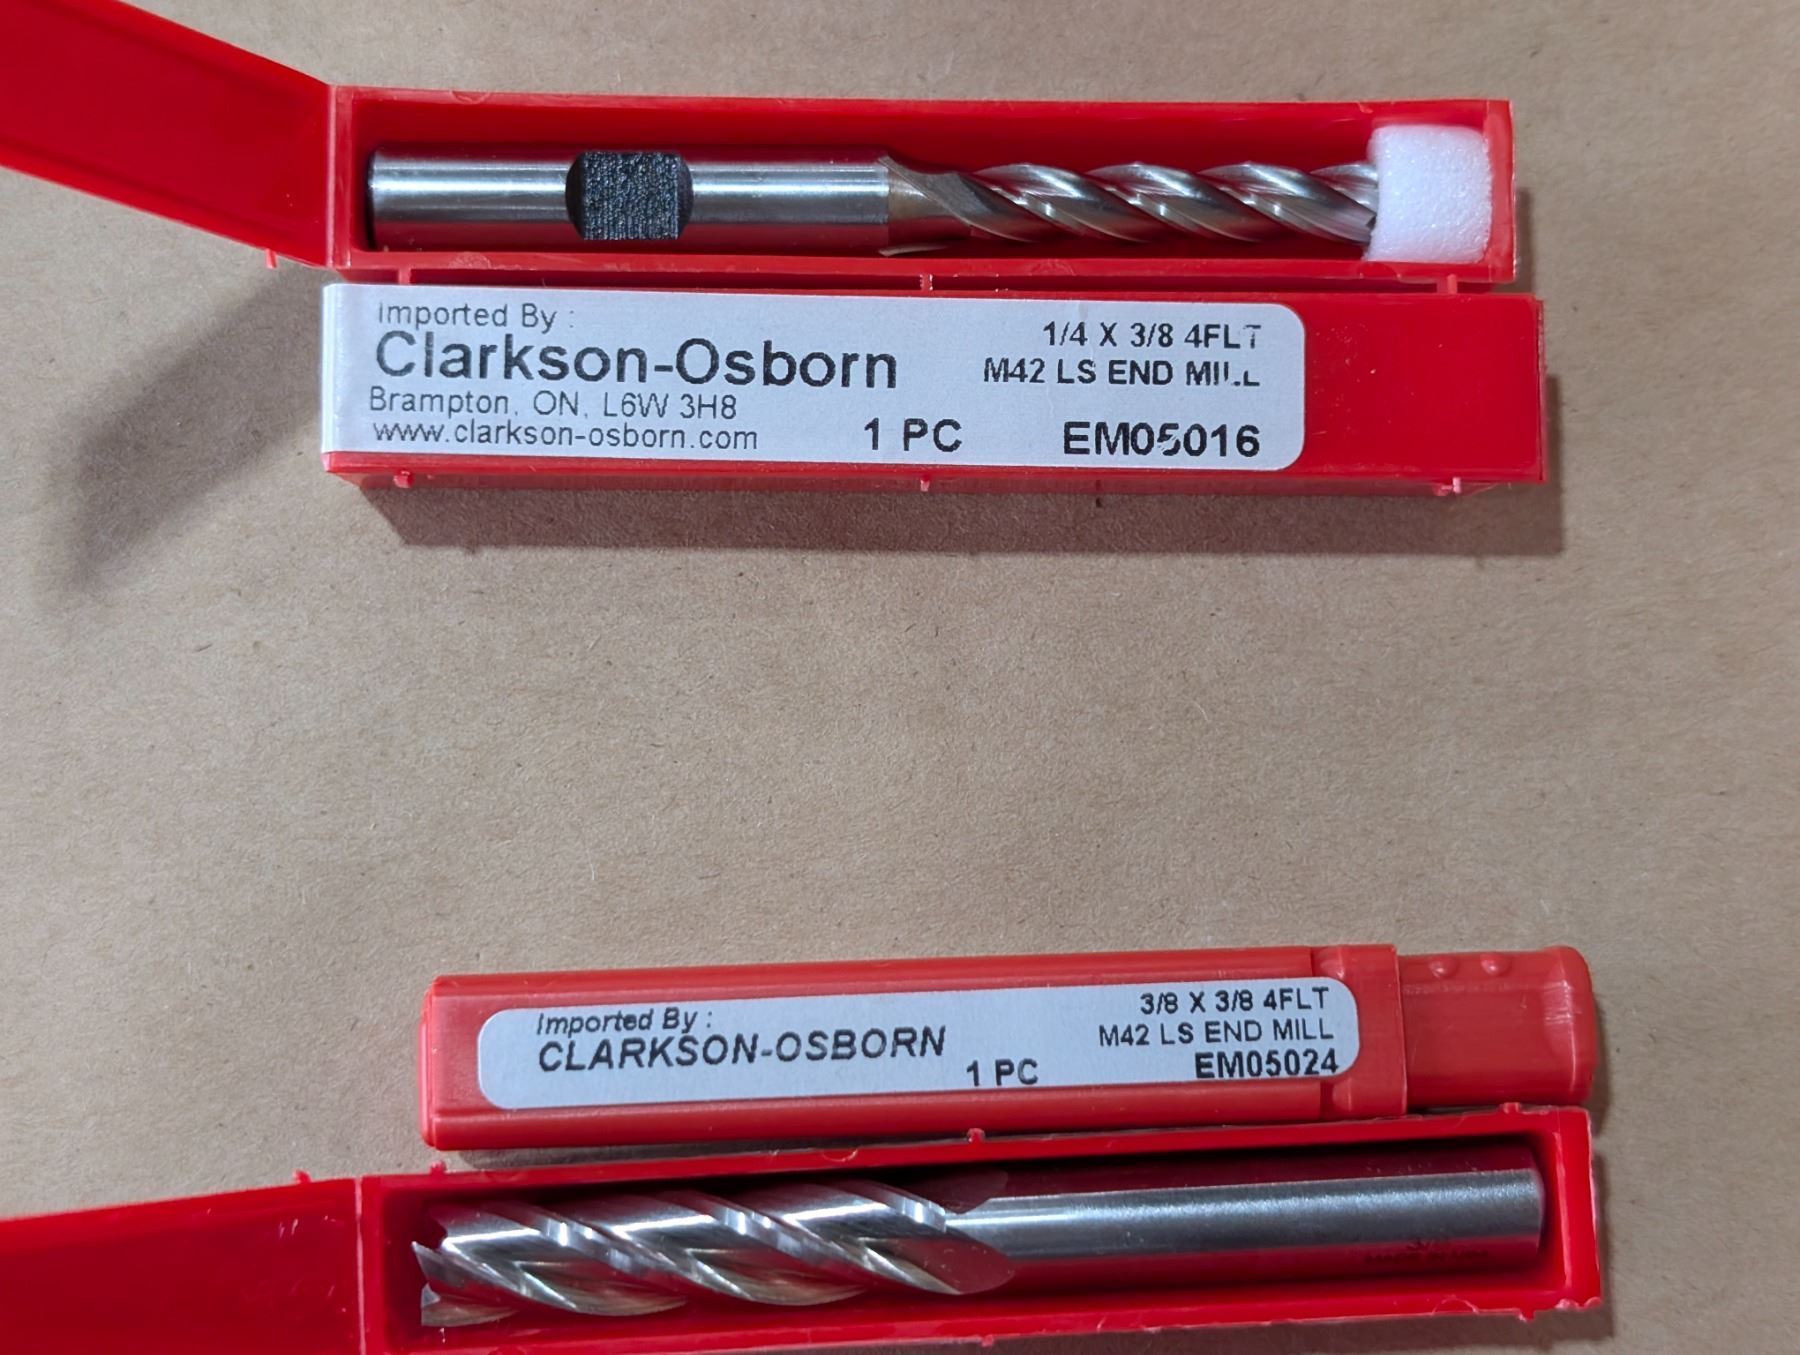 Imported By :
Clarkson-Osborn
Brampton, ON, L6W 3H8
www.clarkson-osborn.com
1 PC
1/4 X 3/8 4FLT
M42 LS END MILL
EM05016
Imported By :
CLARKSON-OSBORN
1 PC
3/8 X 3/8 4FLT
M42 LS END MILL
EM05024
3/8